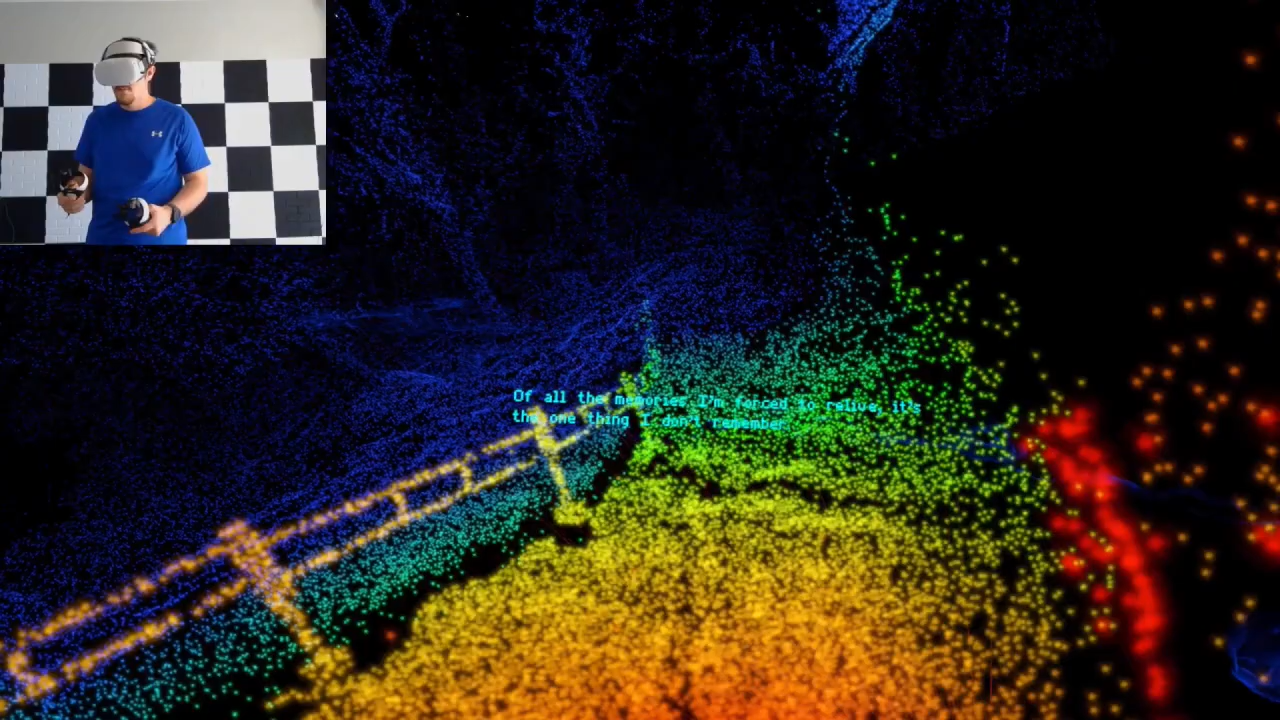 Of all the memories I'm forced to relive, it's
the one thing I don't remember